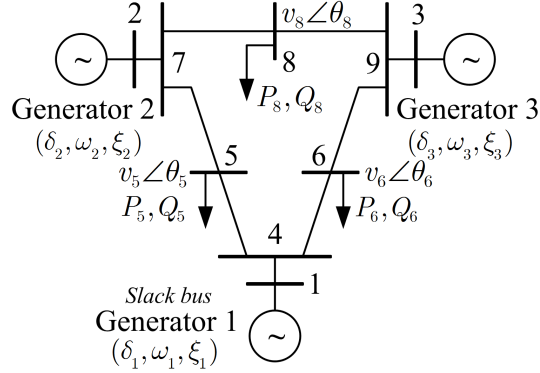 2
v₈∠θ₈
3
~
7
8
9
~
Generator 2
P₈, Q₈
Generator 3
(δ₂, ω₂, ξ₂)
(δ₃, ω₃, ξ₃)
5
6
v₅∠θ₅
v₆∠θ₆
P₅, Q₅
P₆, Q₆
4
Slack bus
1
Generator 1
~
(δ₁, ω₁, ξ₁)